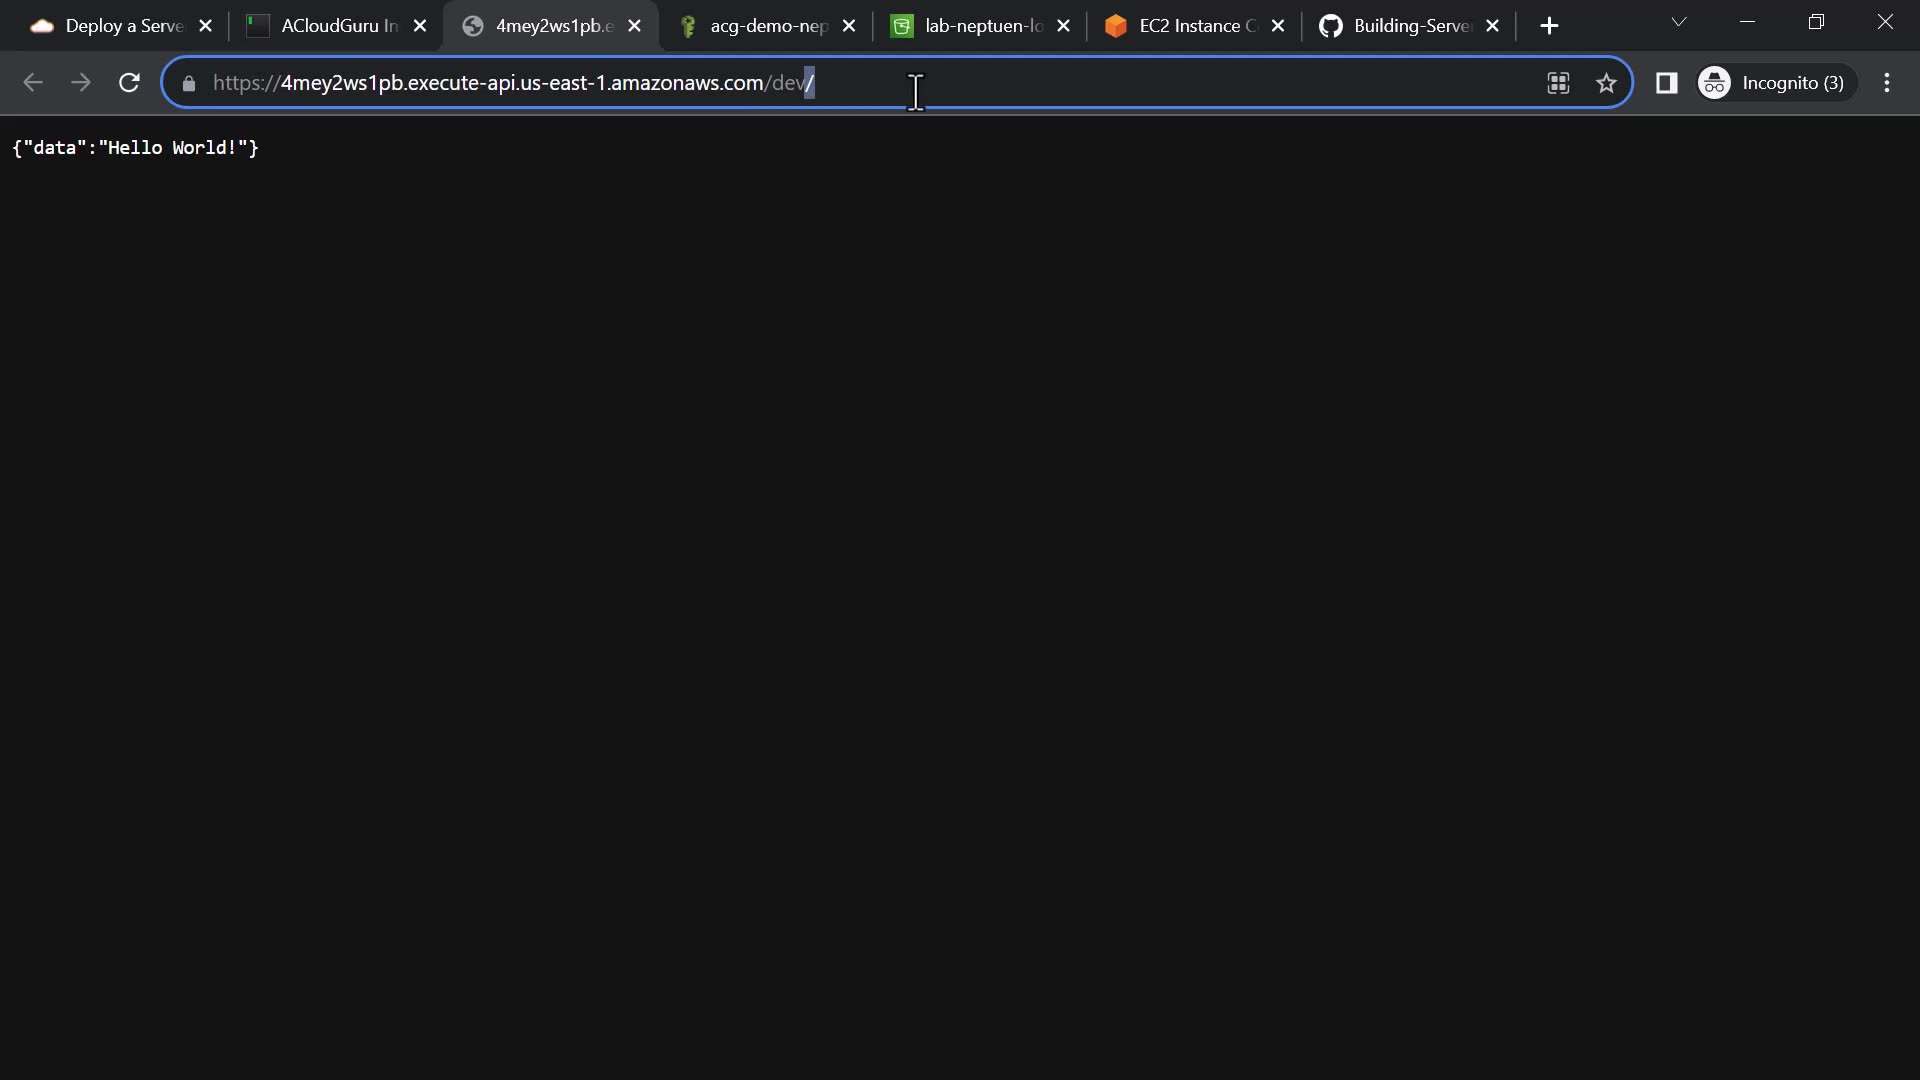 Deploy a Serve
ACloudGuru In
4mey2ws1pb.e
acg-demo-nep
lab-neptuen-lo
EC2 Instance C
Building-Serve
https://4mey2ws1pb.execute-api.us-east-1.amazonaws.com/dev/
Incognito (3)
{"data":"Hello World!"}